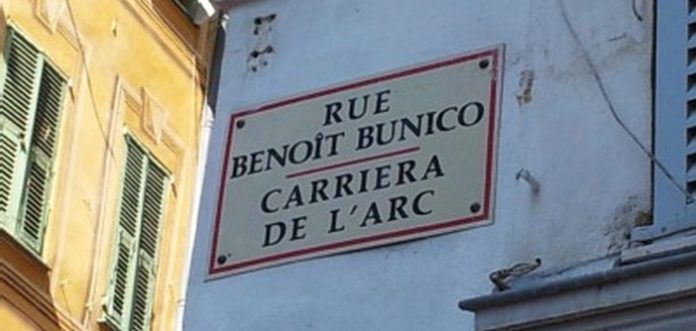 RUE
BENOÎT BUNICO
CARRIERA
DE L'ARC